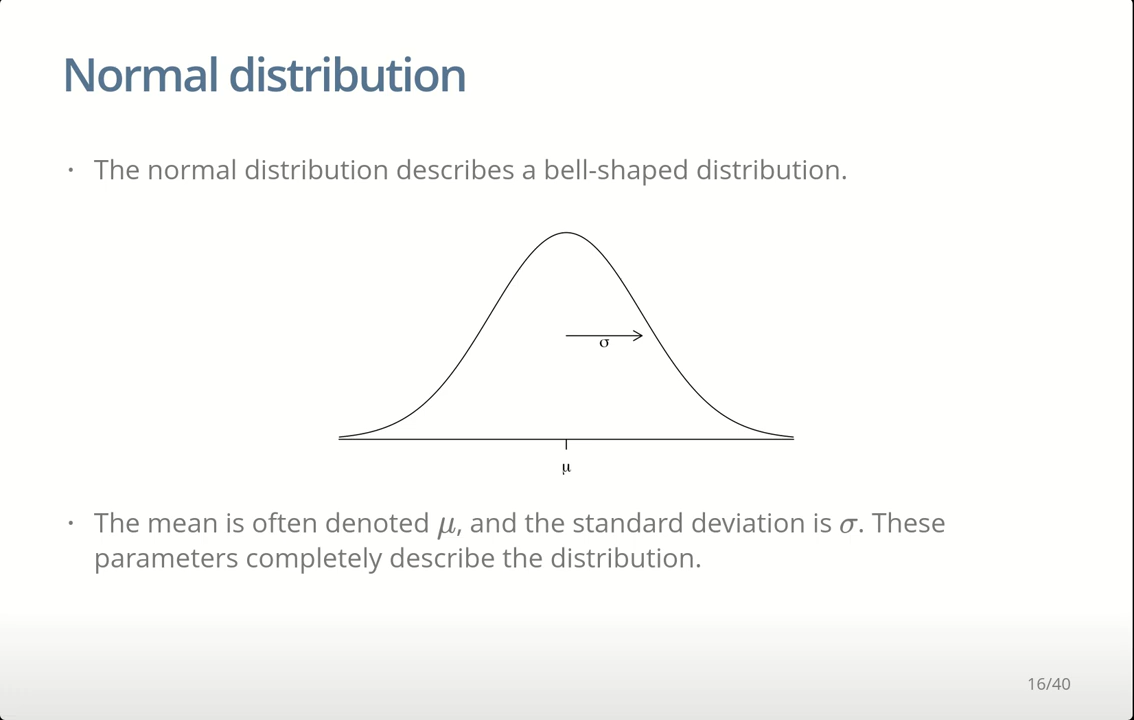 Normal distribution
· The normal distribution describes a bell-shaped distribution.
σ
μ
· The mean is often denoted μ, and the standard deviation is σ. These
parameters completely describe the distribution.
16/40